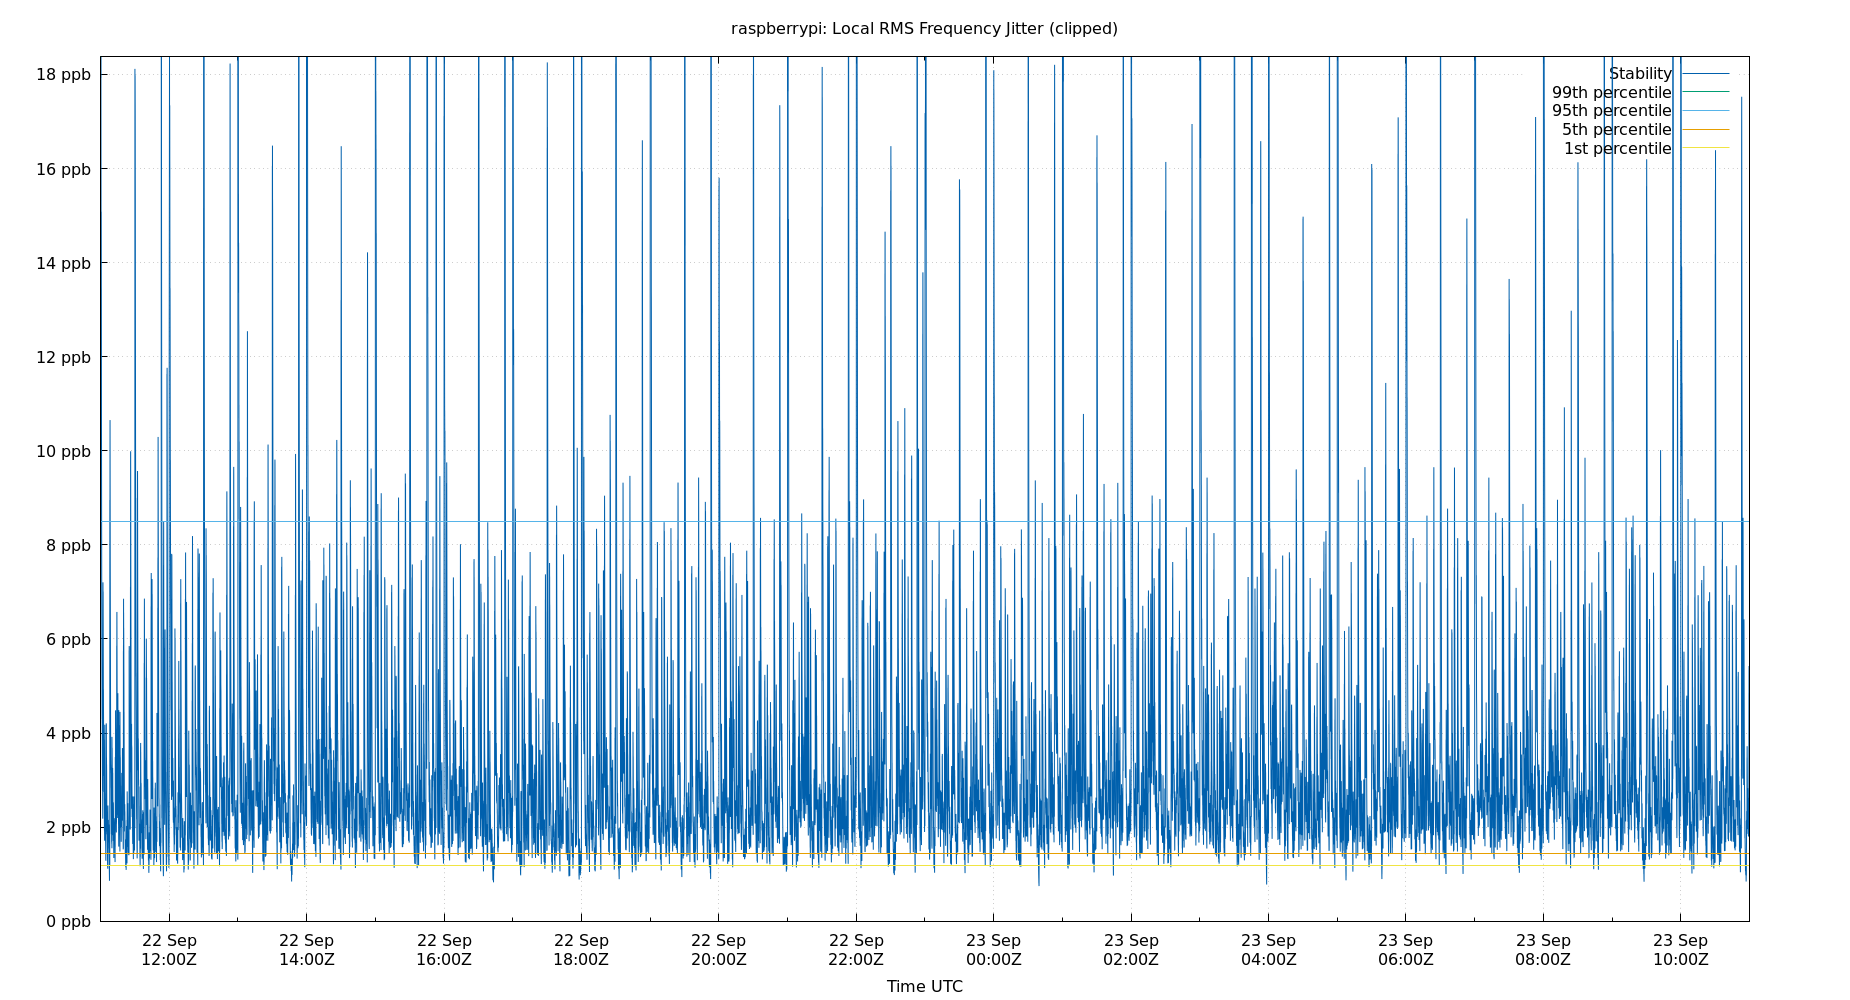 raspberrypi: Local RMS Frequency Jitter (clipped)
18 ppb
16 ppb
14 ppb
12 ppb
10 ppb
8 ppb
6 ppb
4 ppb
2 ppb
0 ppb
Stability
99th percentile
95th percentile
5th percentile
1st percentile
22 Sep
12:00Z
22 Sep
14:00Z
22 Sep
16:00Z
22 Sep
18:00Z
22 Sep
20:00Z
22 Sep
22:00Z
23 Sep
00:00Z
23 Sep
02:00Z
23 Sep
04:00Z
23 Sep
06:00Z
23 Sep
08:00Z
23 Sep
10:00Z
Time UTC